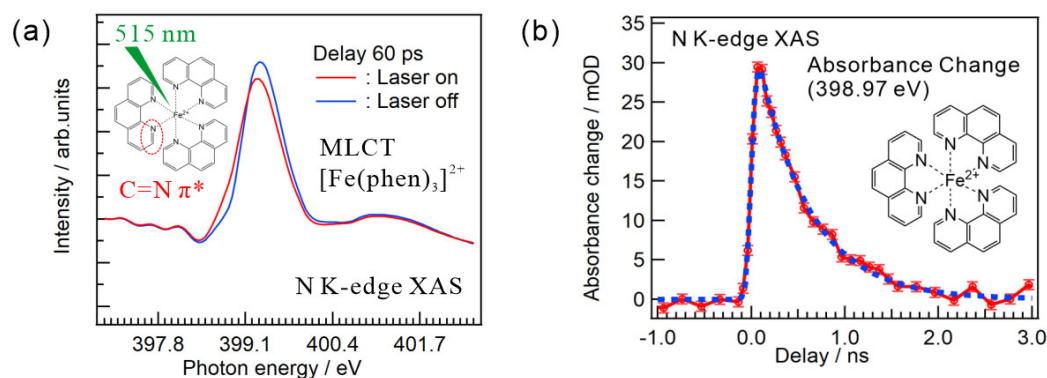 (a)
515 nm
Delay 60 ps
: Laser on
: Laser off
N
N
N
N
N
N
Fe²⁺
C=N π*
MLCT
[Fe(phen)₃]²⁺
N K-edge XAS
Intensity / arb.units
397.8 399.1 400.4 401.7
Photon energy / eV
(b)
N K-edge XAS
Absorbance Change
(398.97 eV)
N
N
N
N
N
N
Fe²⁺
Absorbance change / mOD
35
30
25
20
15
10
5
0
-1.0 0.0 1.0 2.0 3.0
Delay / ns